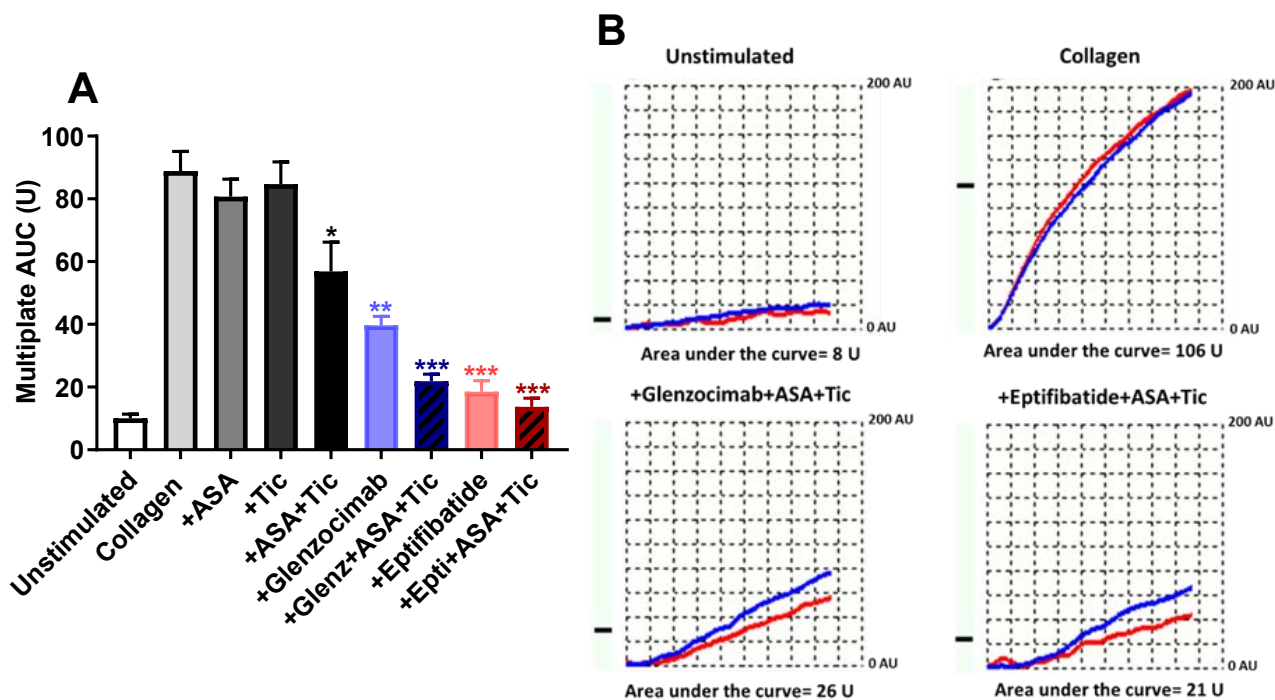 A
Multiplate AUC (U)
100
80
60
40
20
0
*
**
***
***
***
Unstimulated
Collagen
+ASA
+Tic
+ASA+Tic
+Glenzocimab
+Glenz+ASA+Tic
+Eptifibatide
+Epti+ASA+Tic
B
Unstimulated
200 AU
0 AU
Area under the curve= 8 U
Collagen
200 AU
0 AU
Area under the curve= 106 U
+Glenzocimab+ASA+Tic
200 AU
0 AU
Area under the curve= 26 U
+Eptifibatide+ASA+Tic
200 AU
0 AU
Area under the curve= 21 U